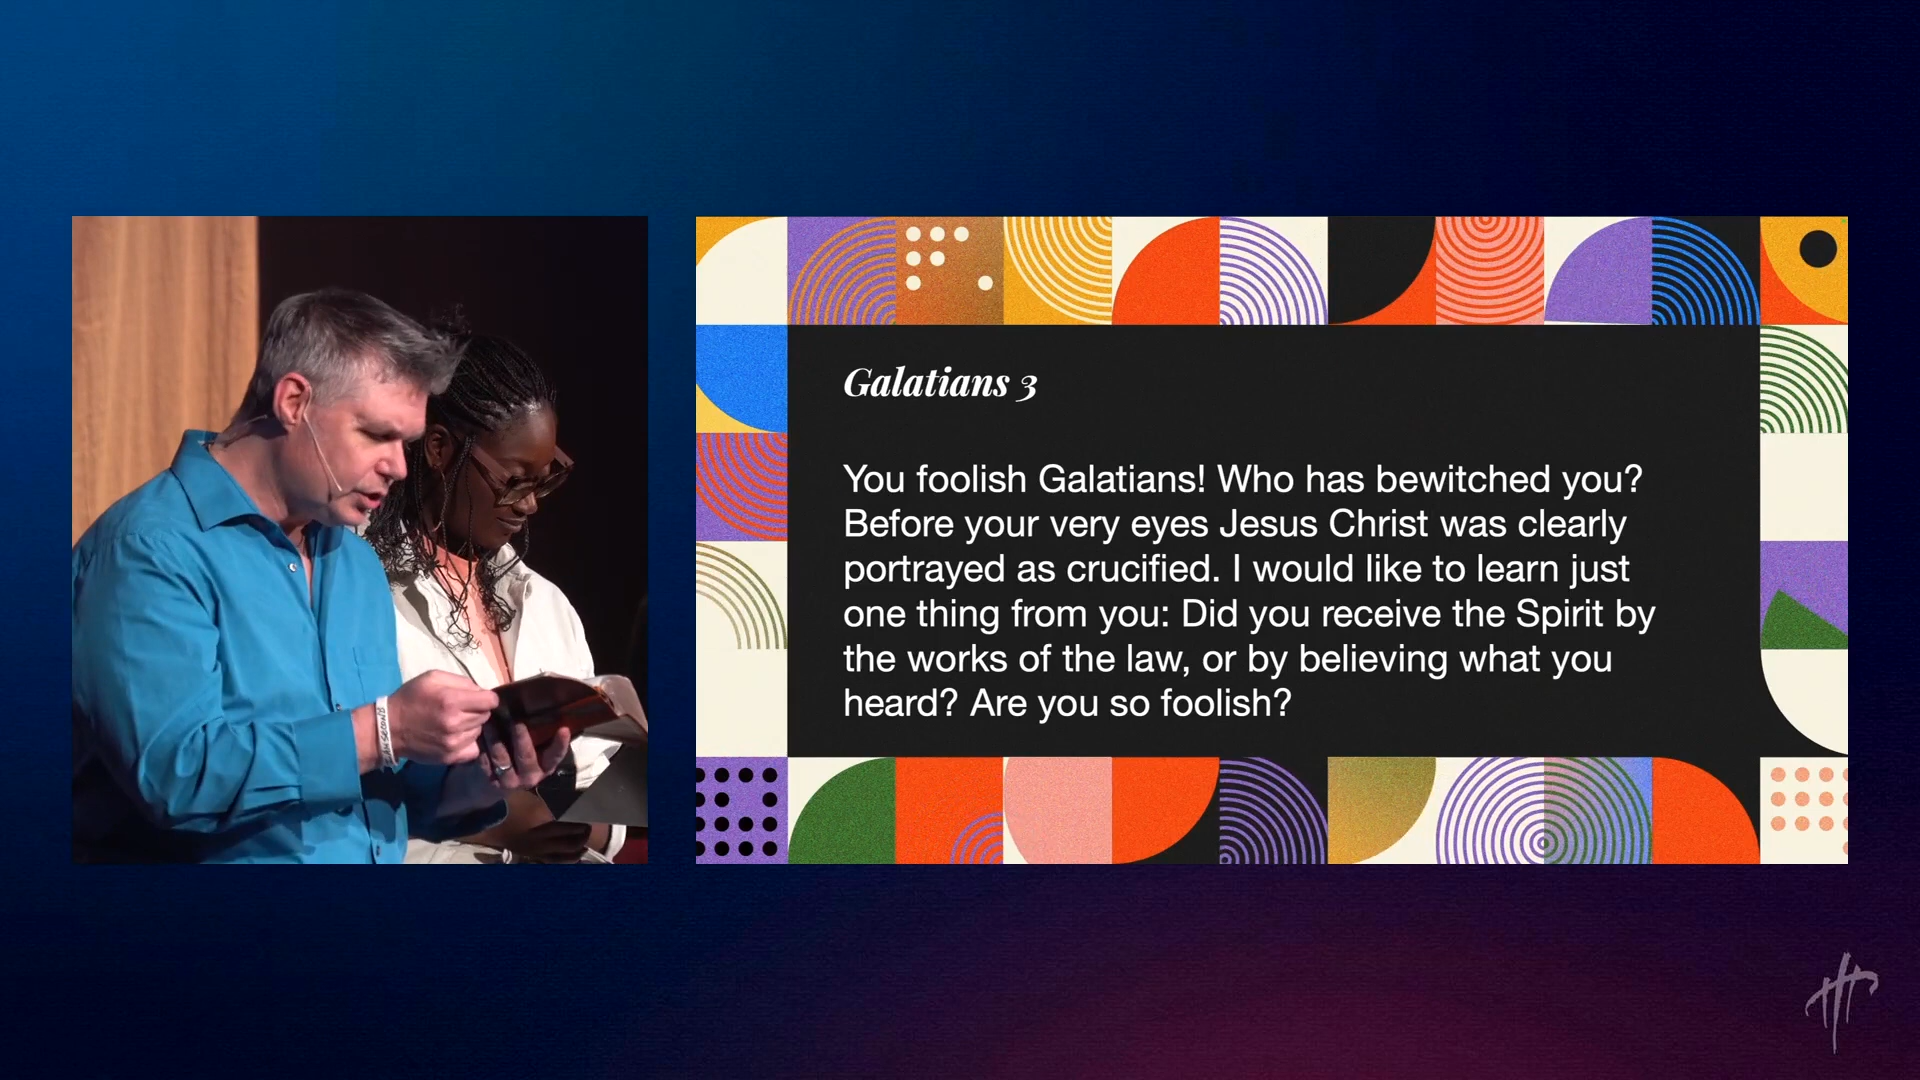 Galatians 3
You foolish Galatians! Who has bewitched you?
Before your very eyes Jesus Christ was clearly
portrayed as crucified. I would like to learn just
one thing from you: Did you receive the Spirit by
the works of the law, or by believing what you
heard? Are you so foolish?